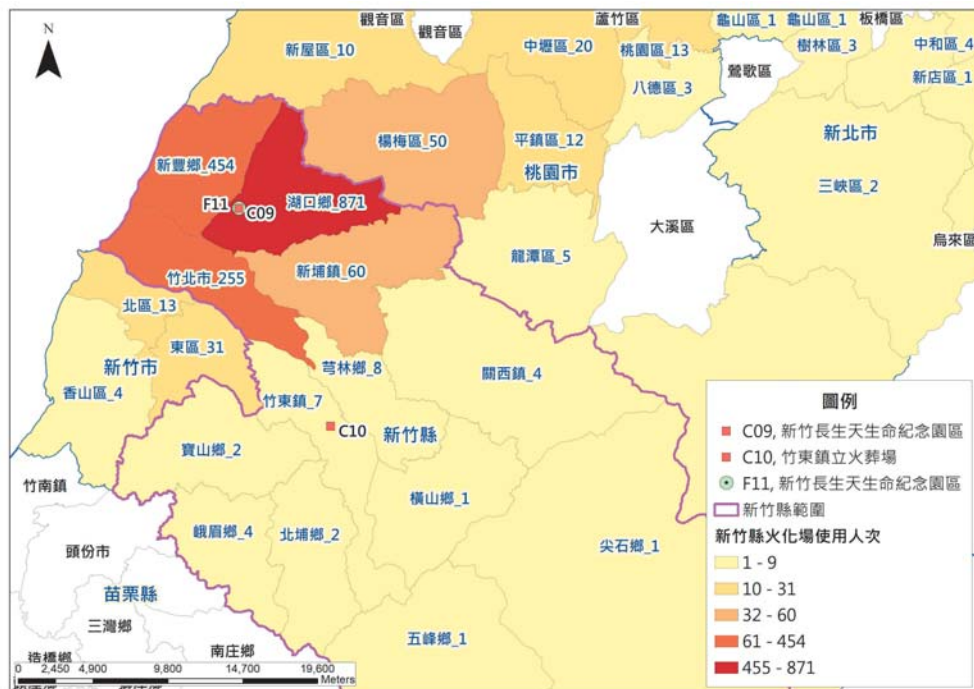 N
觀音區
觀音區
蘆竹區
龜山區_1
龜山區_1
板橋區
新屋區_10
中壢區_20
桃園區_13
樹林區_3
中和區_4
鶯歌區
八德區_3
新店區_1
楊梅區_50
平鎮區_12
新北市
新豐鄉_454
桃園市
三峽區_2
F11
C09
湖口鄉_871
大溪區
烏來區
龍潭區_5
竹北市_255
新埔鎮_60
北區_13
東區_31
新竹市
香山區_4
芎林鄉_8
關西鎮_4
竹東鎮_7
C10
新竹縣
寶山鄉_2
竹南鎮
橫山鄉_1
峨眉鄉_4
北埔鄉_2
尖石鄉_1
頭份市
苗栗縣
三灣鄉
五峰鄉_1
南庄鄉
造橋鄉
0 2,450 4,900 9,800 14,700 19,600
Meters
圖例
C09, 新竹長生天生命紀念園區
C10, 竹東鎮立火葬場
F11, 新竹長生天生命紀念園區
新竹縣範圍
新竹縣火化場使用人次
1 - 9
10 - 31
32 - 60
61 - 454
455 - 871